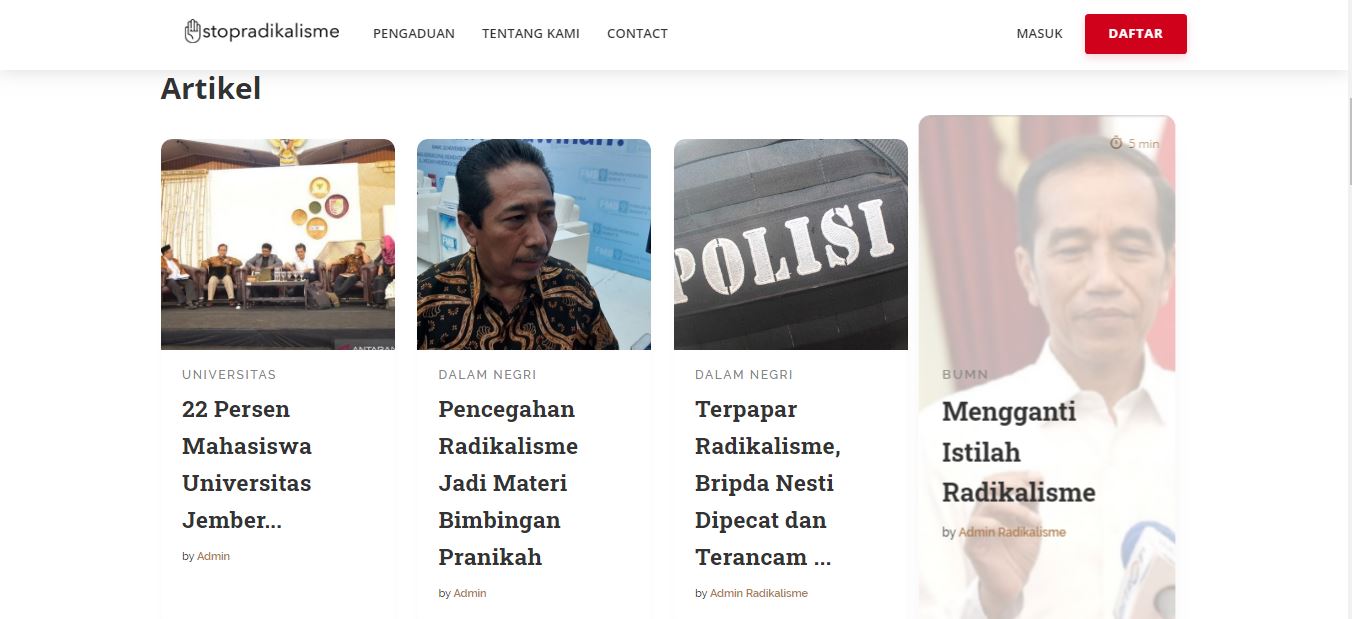 stopradikalisme
PENGADUAN
TENTANG KAMI
CONTACT
MASUK
DAFTAR
Artikel
UNIVERSITAS
22 Persen
Mahasiswa
Universitas
Jember...
by Admin
POLISI
DALAM NEGRI
Pencegahan
Radikalisme
Jadi Materi
Bimbingan
Pranikah
by Admin
DALAM NEGRI
Terpapar
Radikalisme,
Bripda Nesti
Dipecat dan
Terancam ...
by Admin Radikalisme
5 min
BUMN
Mengganti
Istilah
Radikalisme
by Admin Radikalisme